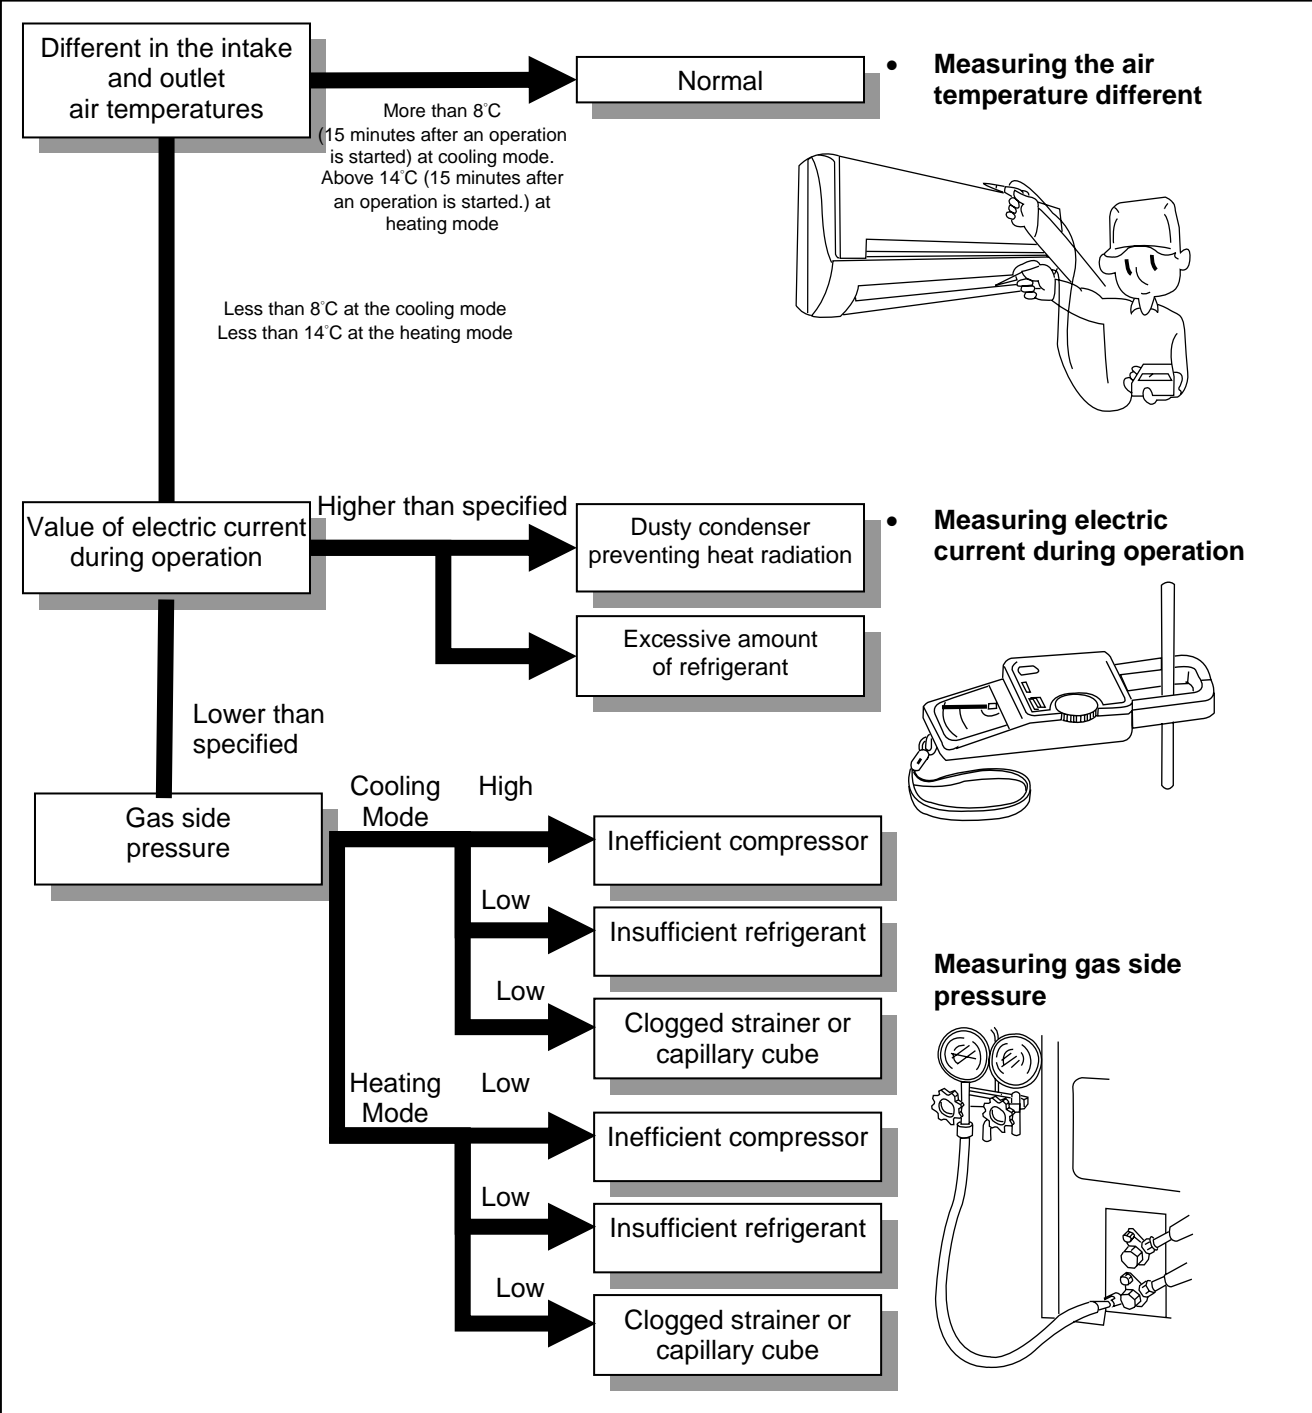 Different in the intake
and outlet
air temperatures
More than 8°C
(15 minutes after an operation
is started) at cooling mode.
Above 14°C (15 minutes after
an operation is started.) at
heating mode
Normal
• Measuring the air
temperature different
Less than 8°C at the cooling mode
Less than 14°C at the heating mode
Value of electric current
during operation
Higher than specified
Dusty condenser
preventing heat radiation
Excessive amount
of refrigerant
• Measuring electric
current during operation
Lower than
specified
Gas side
pressure
Cooling
Mode
High
Inefficient compressor
Low
Insufficient refrigerant
Low
Clogged strainer or
capillary cube
Heating
Mode
Low
Inefficient compressor
Low
Insufficient refrigerant
Low
Clogged strainer or
capillary cube
Measuring gas side
pressure